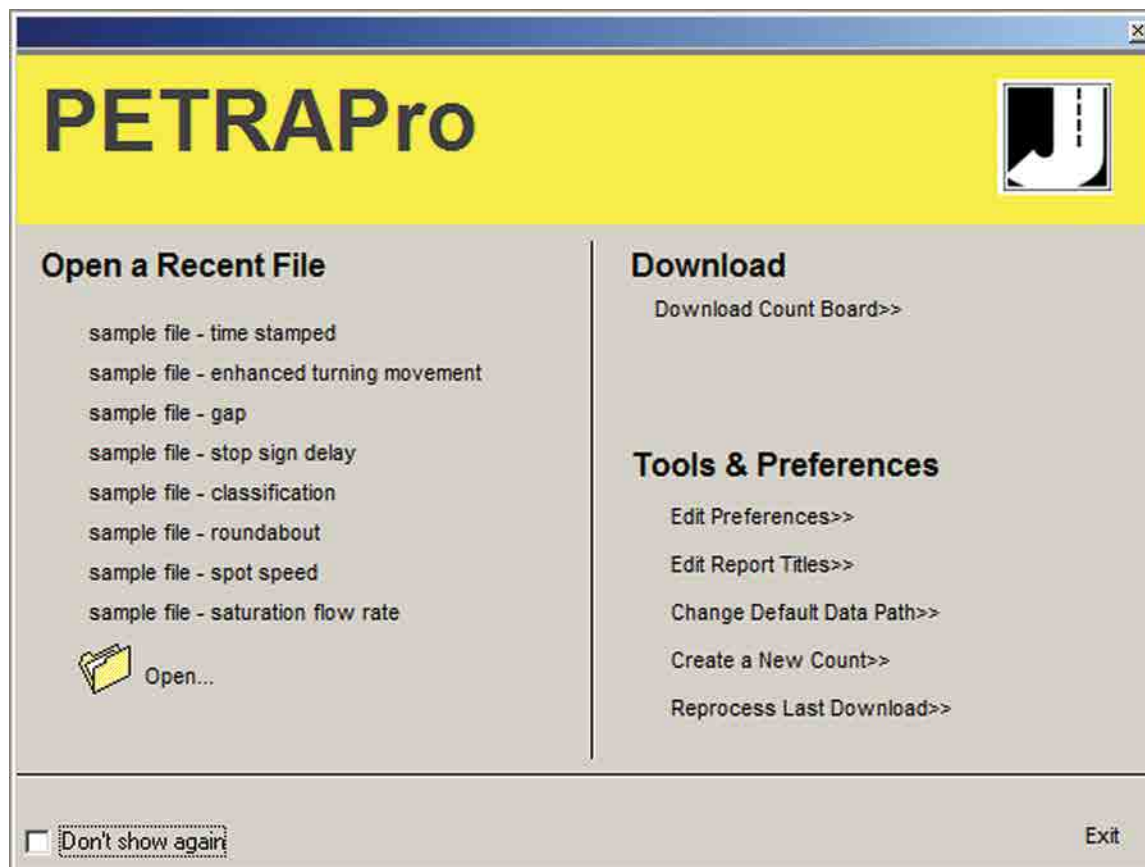 PETRAPro
Open a Recent File
sample file - time stamped
sample file - enhanced turning movement
sample file - gap
sample file - stop sign delay
sample file - classification
sample file - roundabout
sample file - spot speed
sample file - saturation flow rate
Open...
Download
Download Count Board>>
Tools & Preferences
Edit Preferences>>
Edit Report Titles>>
Change Default Data Path>>
Create a New Count>>
Reprocess Last Download>>
Don't show again
Exit